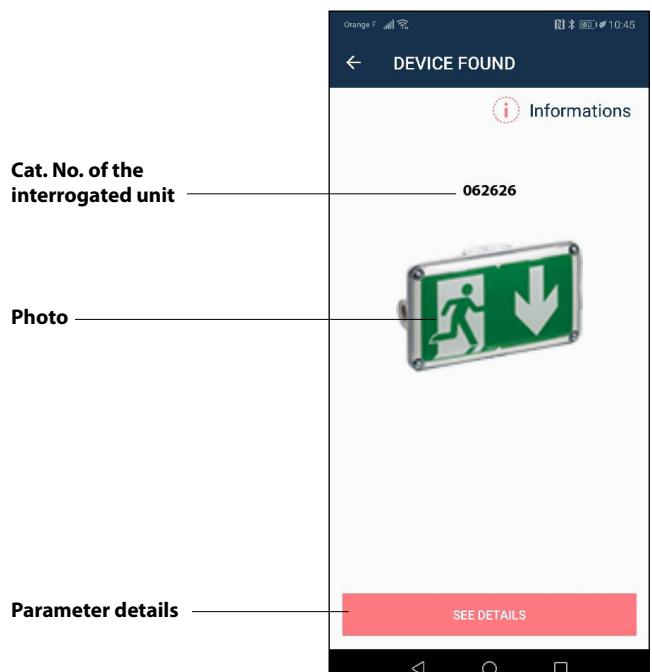 Orange F 10:45
DEVICE FOUND
i Informations
Cat. No. of the
interrogated unit
062626
Photo
Parameter details
SEE DETAILS